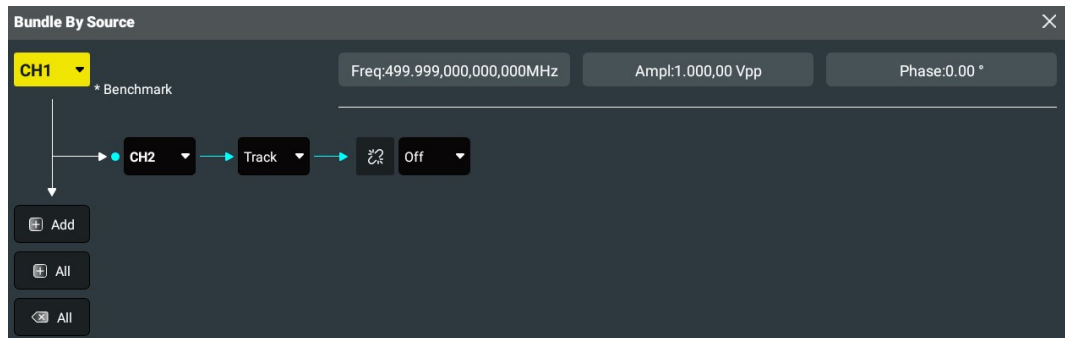 Bundle By Source
CH1
* Benchmark
Freq:499.999,000,000,000MHz
Ampl:1.000,00 Vpp
Phase:0.00 °
CH2
Track
Off
Add
All
All